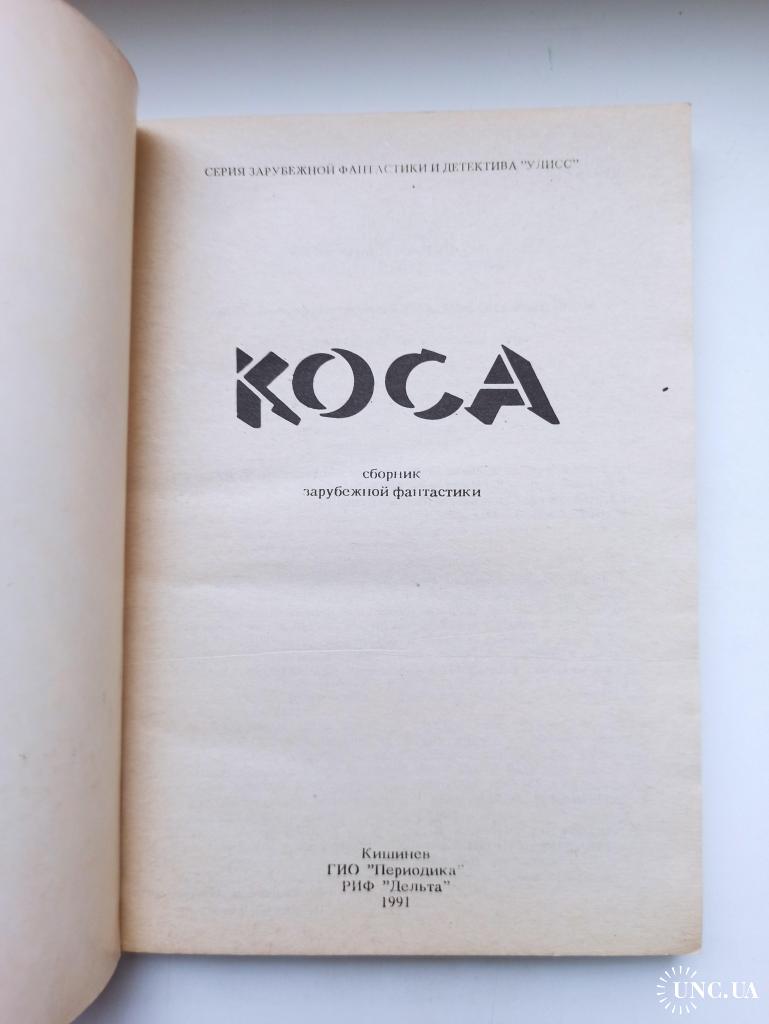 СЕРИЯ ЗАРУБЕЖНОЙ ФАНТАСТИКИ И ДЕТЕКТИВА "УЛИСС"
КОСА
сборник
зарубежной фантастики
Кишинев
ГИО "Периодика"
РИФ "Дельта"
1991
UNC.UA